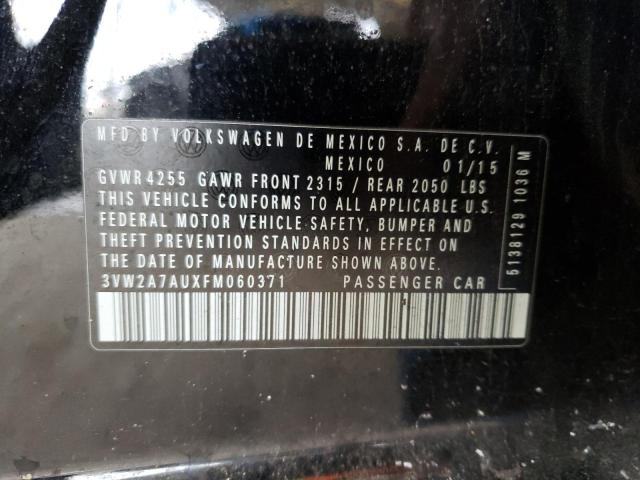 MFD BY VOLKSWAGEN DE MEXICO S.A. DE C.V.
MEXICO 01/15
GVWR 4255 GAWR FRONT 2315 / REAR 2050 LBS
THIS VEHICLE CONFORMS TO ALL APPLICABLE U.S.
FEDERAL MOTOR VEHICLE SAFETY, BUMPER AND
THEFT PREVENTION STANDARDS IN EFFECT ON
THE DATE OF MANUFACTURE SHOWN ABOVE.
3VW2A7AUXFM060371 PASSENGER CAR
5138129 1036 M